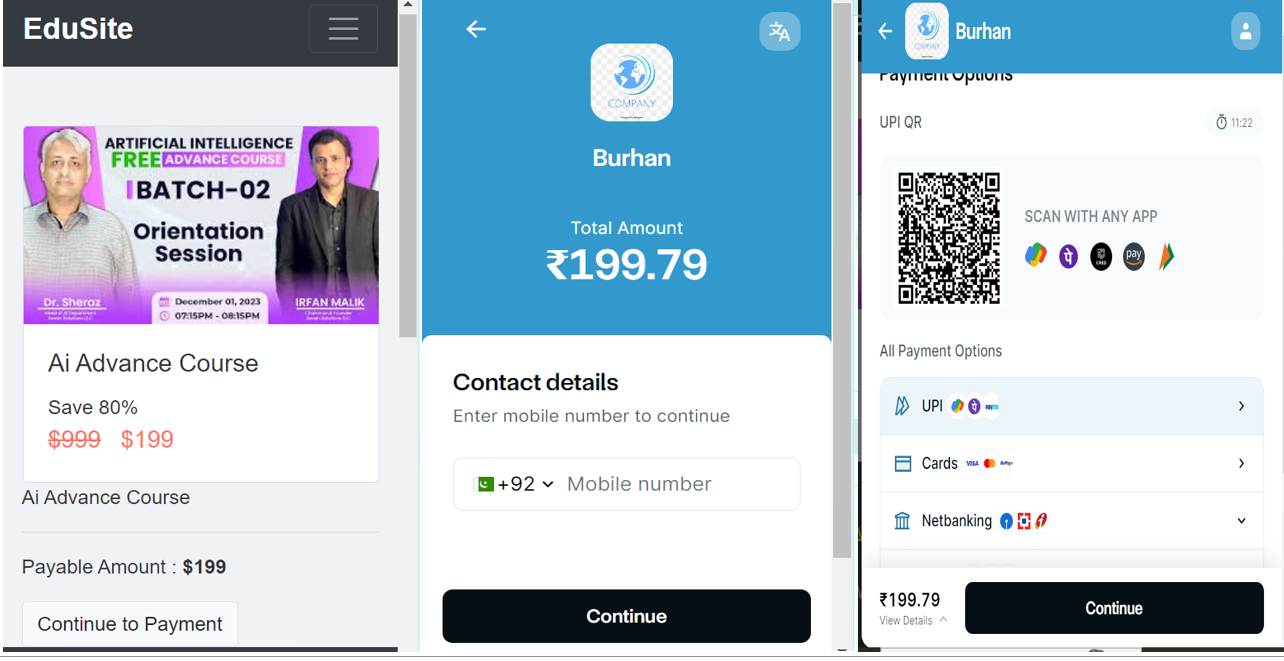 EduSite
ARTIFICIAL INTELLIGENCE
FREE ADVANCE COURSE
BATCH-02
Orientation
Session
Dr. Sheraz
December 01, 2023
07:15PM - 08:15PM
IRFAN MALIK
Ai Advance Course
Save 80%
$999 $199
Ai Advance Course
Payable Amount : $199
Continue to Payment
COMPANY
Burhan
Total Amount
₹199.79
Contact details
Enter mobile number to continue
+92 Mobile number
Continue
COMPANY
Burhan
Payment Options
UPI QR
11:22
SCAN WITH ANY APP
CRED
pay
All Payment Options
UPI
Cards VISA
Netbanking
₹199.79
View Details
Continue